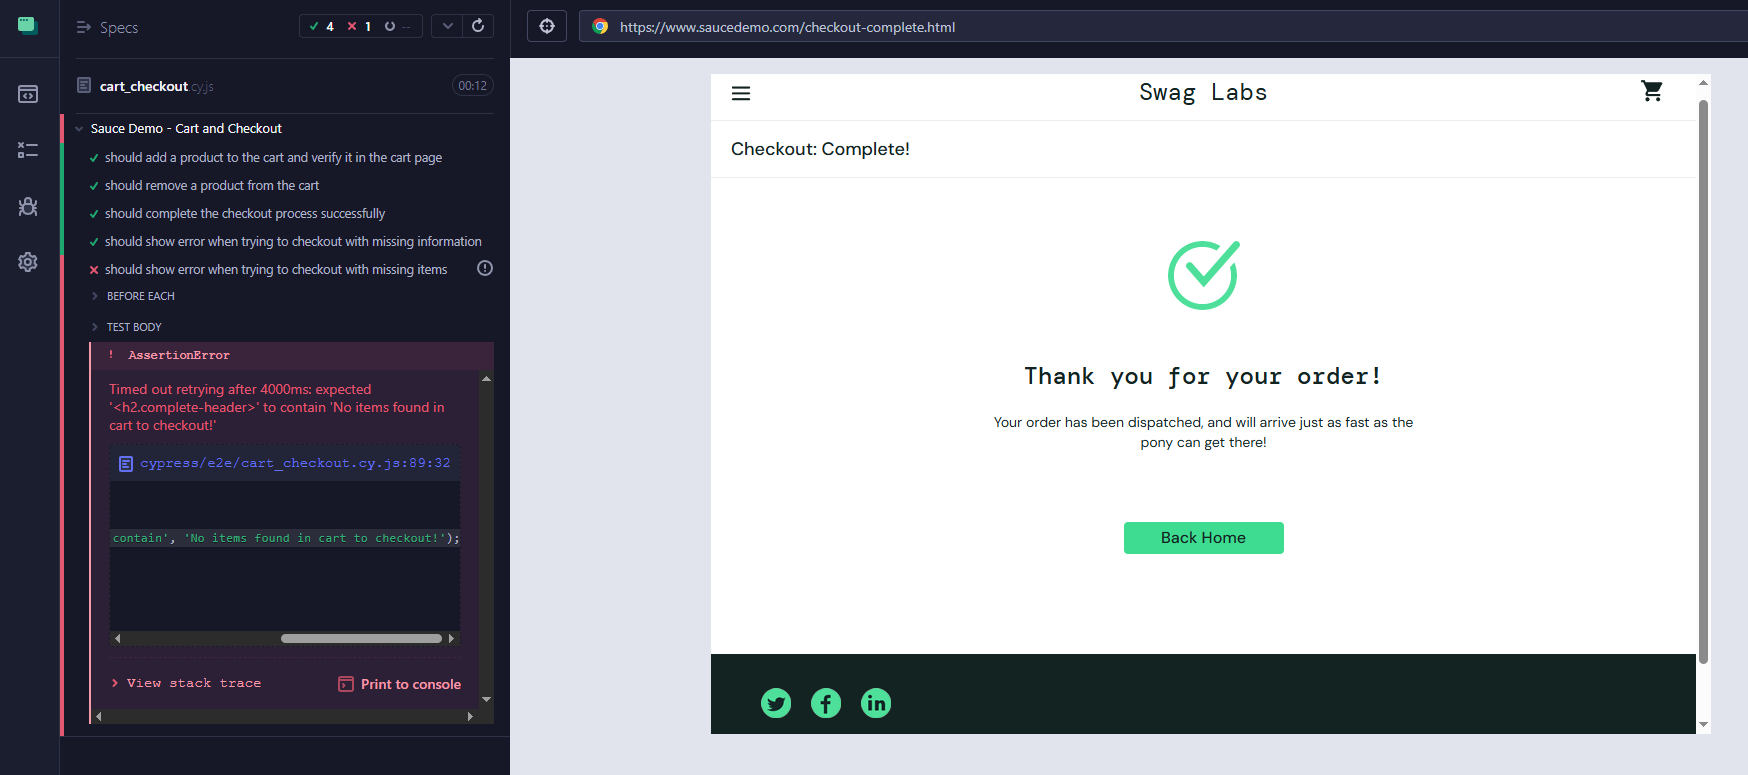 Specs
4 1 --
cart_checkout.cy.js 00:12
Sauce Demo - Cart and Checkout
should add a product to the cart and verify it in the cart page
should remove a product from the cart
should complete the checkout process successfully
should show error when trying to checkout with missing information
should show error when trying to checkout with missing items
BEFORE EACH
TEST BODY
! AssertionError
Timed out retrying after 4000ms: expected
'<h2.complete-header>' to contain 'No items found in
cart to checkout!'
cypress/e2e/cart_checkout.cy.js:89:32
contain', 'No items found in cart to checkout!');
View stack trace
Print to console
https://www.saucedemo.com/checkout-complete.html
Swag Labs
Checkout: Complete!
Thank you for your order!
Your order has been dispatched, and will arrive just as fast as the
pony can get there!
Back Home